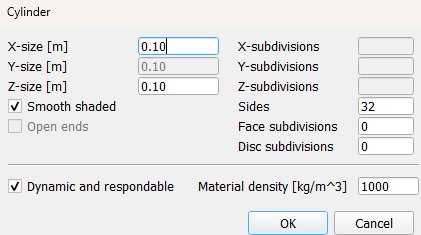 Cylinder
X-size [m] 0.10 X-subdivisions
Y-size [m] 0.10 Y-subdivisions
Z-size [m] 0.10 Z-subdivisions
Smooth shaded Sides 32
Open ends Face subdivisions 0
Disc subdivisions 0
Dynamic and respondable Material density [kg/m^3] 1000
OK Cancel